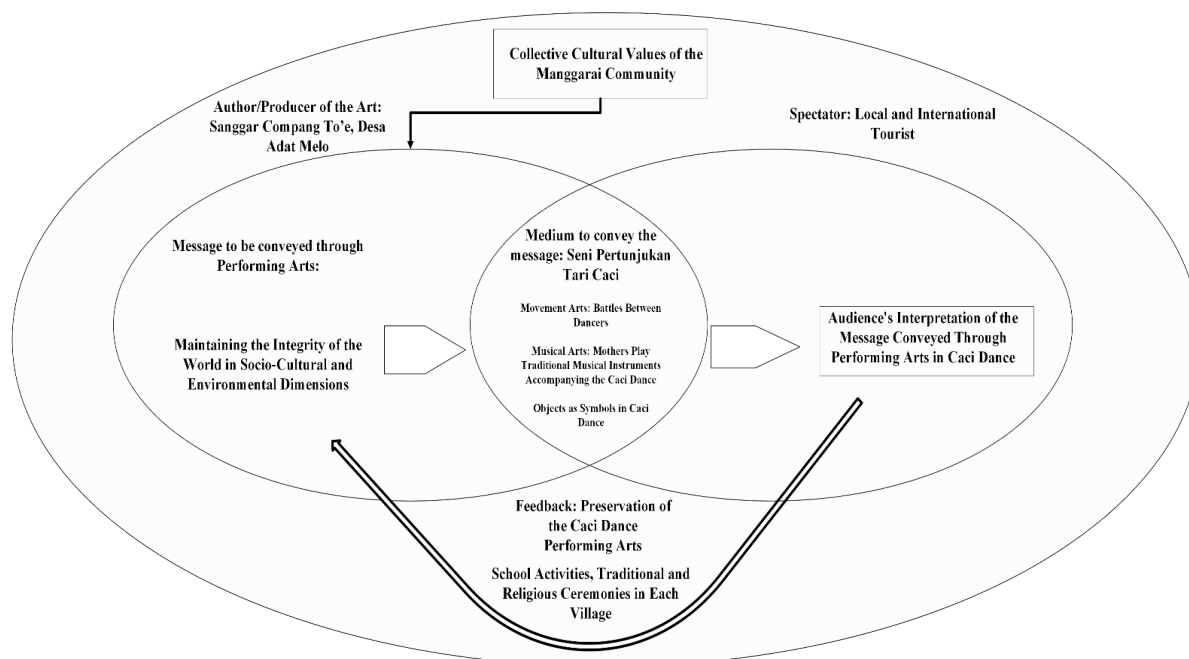 Collective Cultural Values of the
Manggarai Community
Author/Producer of the Art:
Sanggar Compang To’e, Desa
Adat Melo
Spectator: Local and International
Tourist
Message to be conveyed through
Performing Arts:
Maintaining the Integrity of the
World in Socio-Cultural and
Environmental Dimensions
Medium to convey the
message: Seni Pertunjukan
Tari Caci
Movement Arts: Battles Between
Dancers
Musical Arts: Mothers Play
Traditional Musical Instruments
Accompanying the Caci Dance
Objects as Symbols in Caci
Dance
Audience's Interpretation of the
Message Conveyed Through
Performing Arts in Caci Dance
Feedback: Preservation of
the Caci Dance
Performing Arts
School Activities, Traditional and
Religious Ceremonies in Each
Village